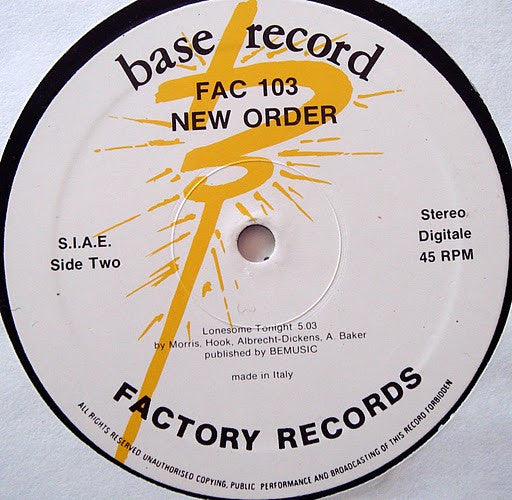 base record
FAC 103
NEW ORDER
S.I.A.E.
Side Two
Stereo
Digitale
45 RPM
Lonesome Tonight 5.03
by Morris, Hook, Albrecht-Dickens, A. Baker
published by BEMUSIC
made in Italy
FACTORY RECORDS
ALL RIGHTS RESERVED UNAUTHORISED COPYING, PUBLIC PERFORMANCE AND BROADCASTING OF THIS RECORD FORBIDDEN